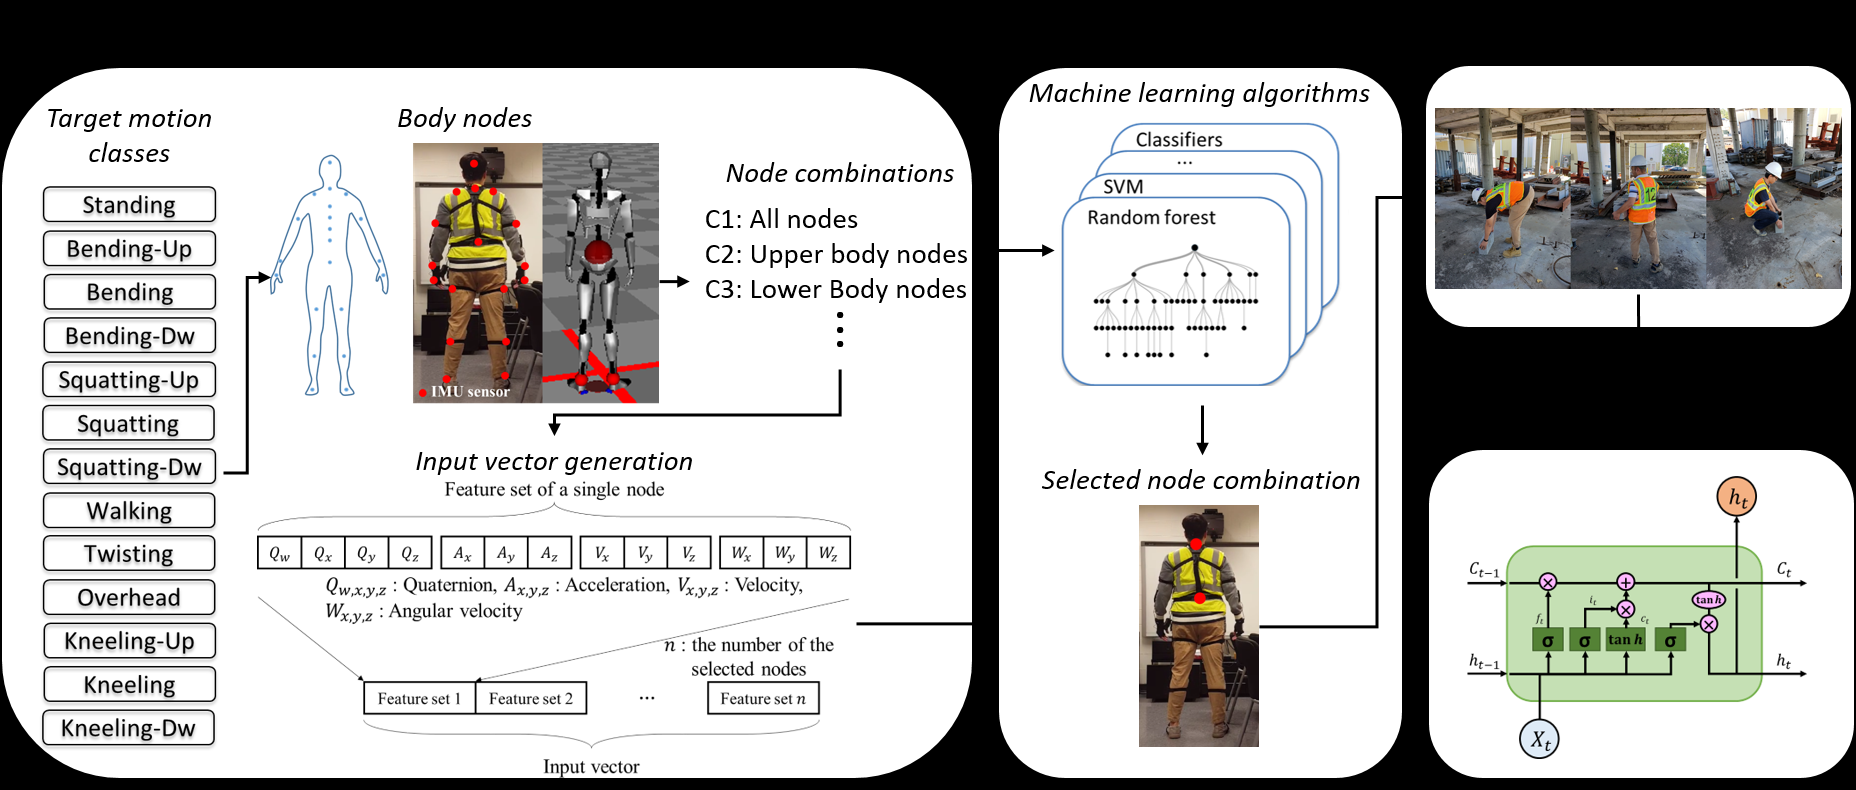 Target motion
classes
Standing
Bending-Up
Bending
Bending-Dw
Squatting-Up
Squatting
Squatting-Dw
Walking
Twisting
Overhead
Kneeling-Up
Kneeling
Kneeling-Dw
Body nodes
IMU sensor
Node combinations
C1: All nodes
C2: Upper body nodes
C3: Lower Body nodes
Input vector generation
Feature set of a single node
Q_w Q_x Q_y Q_z A_x A_y A_z V_x V_y V_z W_x W_y W_z
Q_{w,x,y,z} : Quaternion, A_{x,y,z} : Acceleration, V_{x,y,z} : Velocity,
W_{x,y,z} : Angular velocity
n : the number of the
selected nodes
Feature set 1 Feature set 2 ... Feature set n
Input vector
Machine learning algorithms
Classifiers
...
SVM
Random forest
Selected node combination
h_t
C_{t-1} × + C_t
tanh
i_t ×
f_t c_t ×
σ σ tanh σ
h_{t-1} h_t
X_t